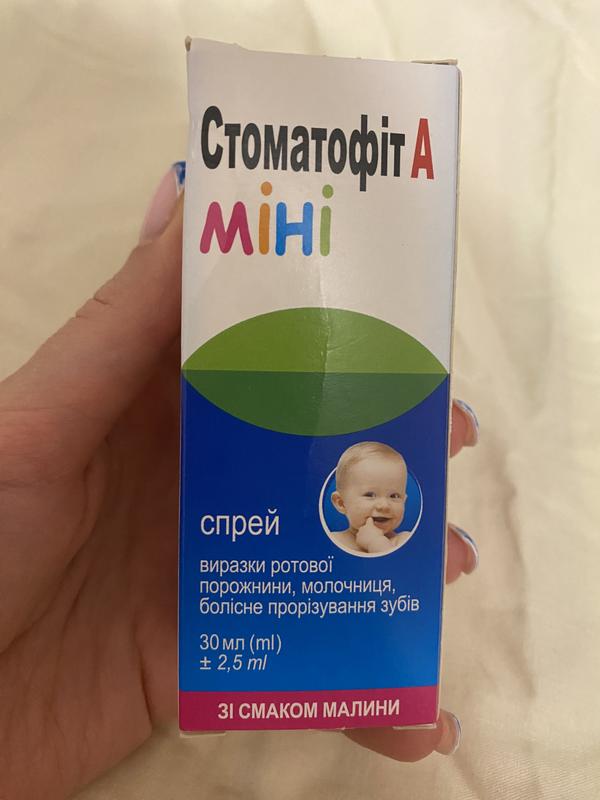 Стоматофіт А
міні
спрей
виразки ротової
порожнини, молочниця,
болісне прорізування зубів
30 мл (ml)
± 2,5 ml
ЗІ СМАКОМ МАЛИНИ